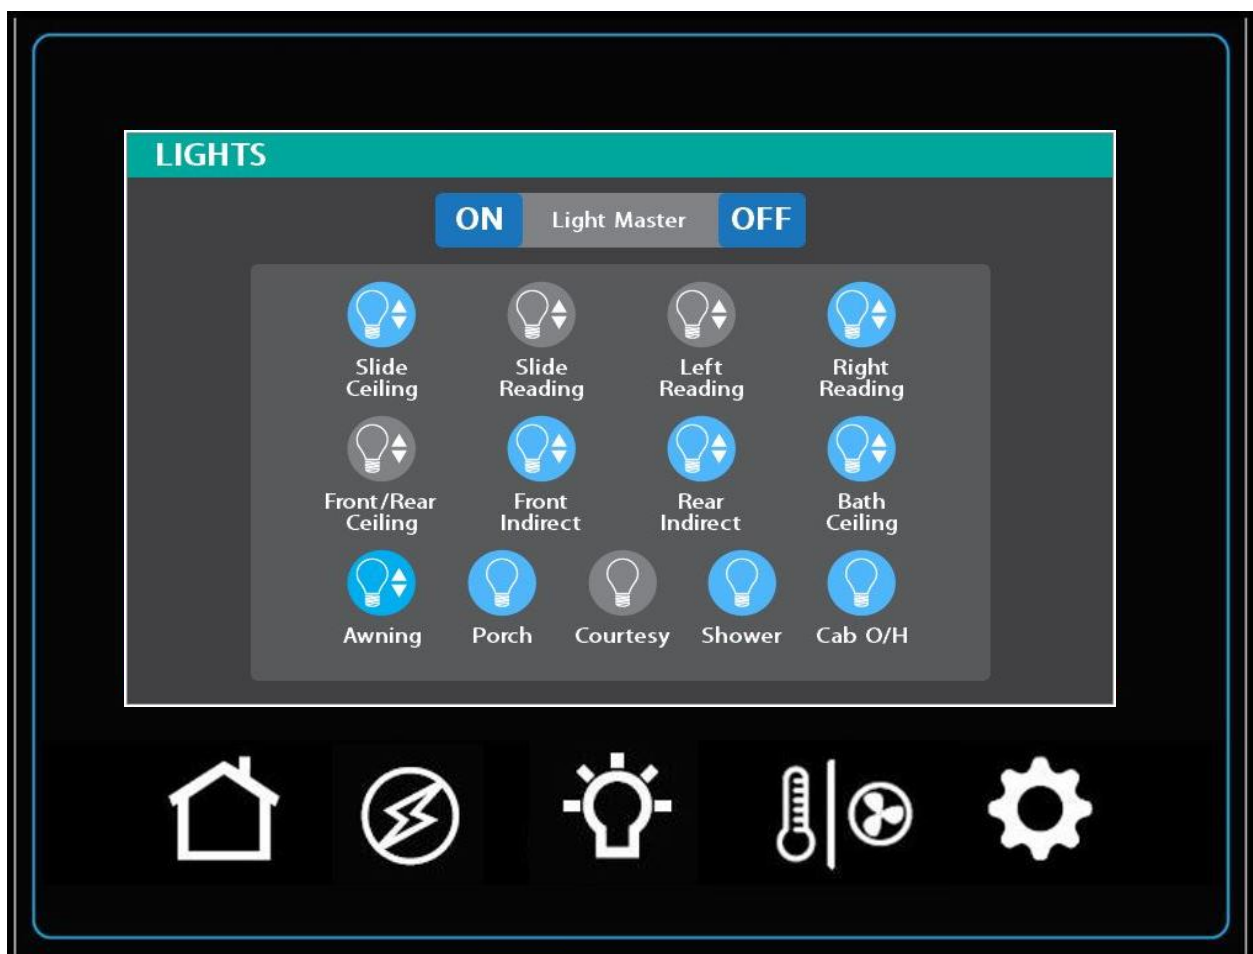 LIGHTS
ON Light Master OFF
Slide Slide Left Right
Ceiling Reading Reading Reading
Front/Rear Front Rear Bath
Ceiling Indirect Indirect Ceiling
Awning Porch Courtesy Shower Cab O/H